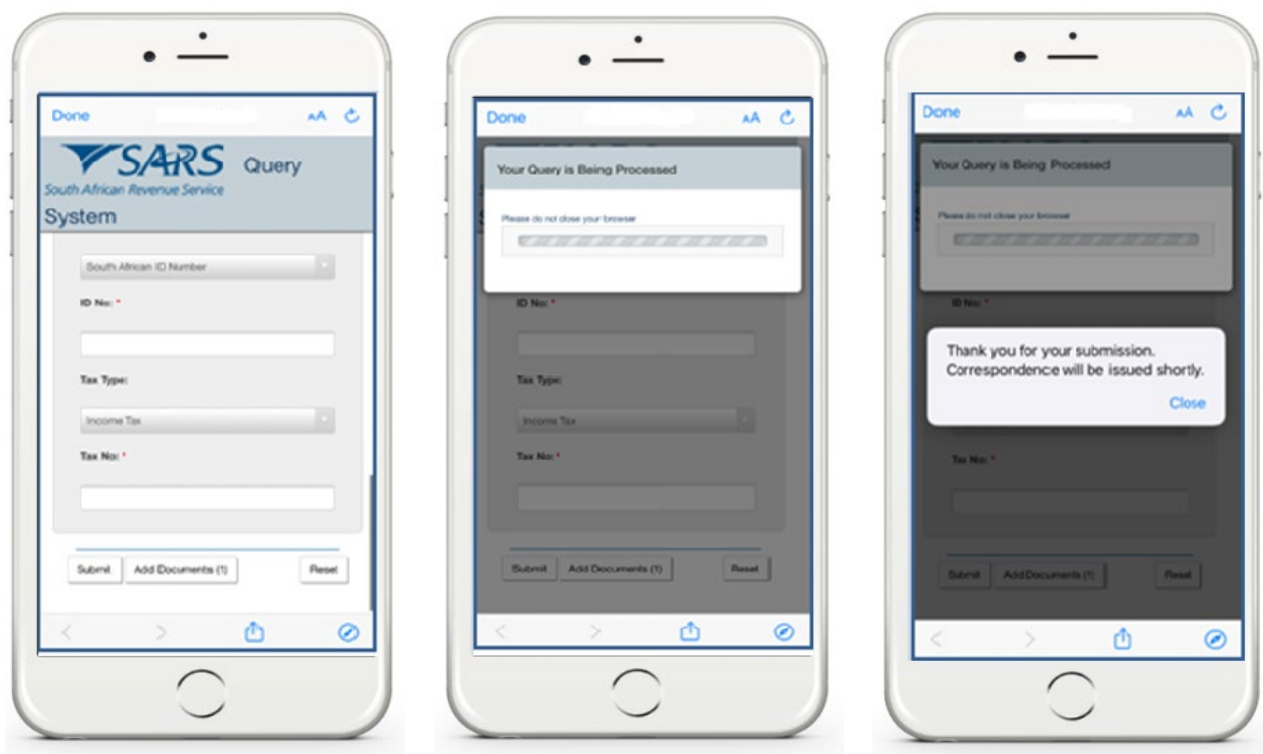 Done
AA
SARS Query
South African Revenue Service
System
South African ID Number
ID No: *
Tax Type:
Income Tax
Tax No: *
Submit
Add Documents (1)
Reset
Done
AA
Your Query is Being Processed
Please do not close your browser
ID No: *
Tax Type:
Income Tax
Tax No: *
Submit
Add Documents (1)
Reset
Done
AA
Your Query is Being Processed
Please do not close your browser
ID No: *
Thank you for your submission.
Correspondence will be issued shortly.
Close
Tax No: *
Submit
Add Documents (1)
Reset